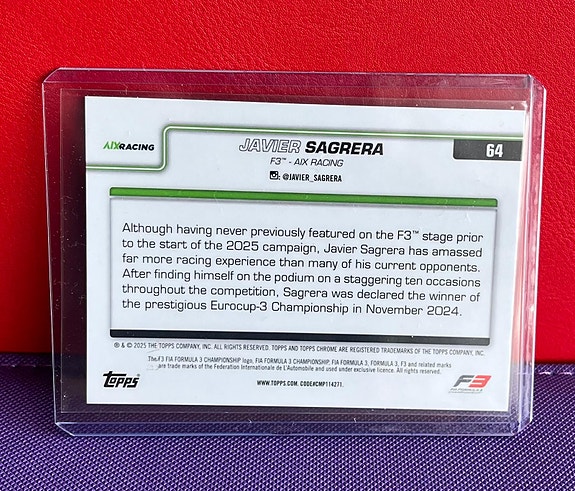 AIXRACING
JAVIER SAGRERA
64
F3™ - AIX RACING
@JAVIER_SAGRERA
Although having never previously featured on the F3™ stage prior
to the start of the 2025 campaign, Javier Sagrera has amassed
far more racing experience than many of his current opponents.
After finding himself on the podium on a staggering ten occasions
throughout the competition, Sagrera was declared the winner of
the prestigious Eurocup-3 Championship in November 2024.
® & © 2025 THE TOPPS COMPANY, INC. ALL RIGHTS RESERVED. TOPPS AND TOPPS CHROME ARE REGISTERED TRADEMARKS OF THE TOPPS COMPANY, INC.
The F3 FIA FORMULA 3 CHAMPIONSHIP logo, FIA FORMULA 3 CHAMPIONSHIP, FIA FORMULA 3, FORMULA 3, F3 and related marks
are trade marks of the Federation Internationale de L'Automobile and used under exclusive licence. All rights reserved.
Topps
WWW.TOPPS.COM. CODE#CMP114271.
F3